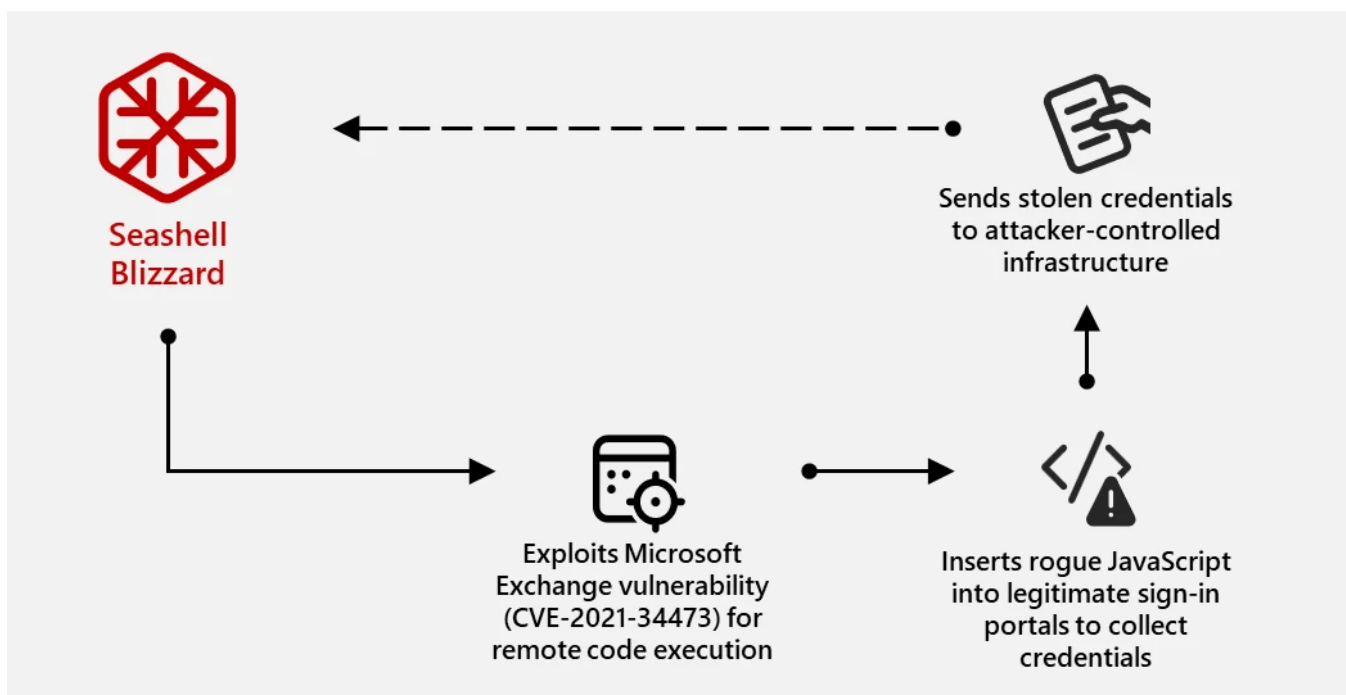 Seashell
Blizzard
Sends stolen credentials
to attacker-controlled
infrastructure
Exploits Microsoft
Exchange vulnerability
(CVE-2021-34473) for
remote code execution
Inserts rogue JavaScript
into legitimate sign-in
portals to collect
credentials